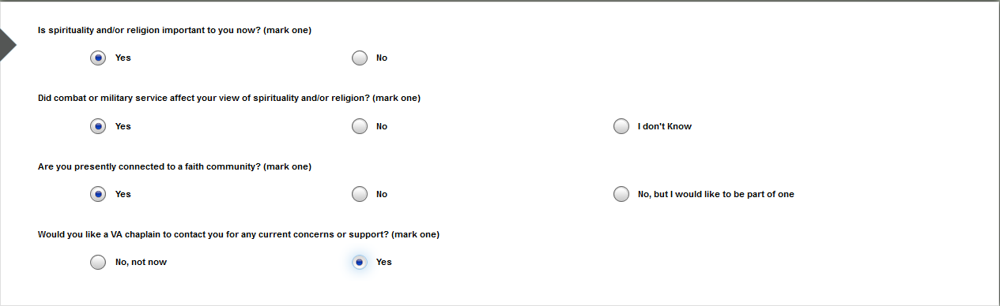 Is spirituality and/or religion important to you now? (mark one)
Yes No
Did combat or military service affect your view of spirituality and/or religion? (mark one)
Yes No I don't Know
Are you presently connected to a faith community? (mark one)
Yes No No, but I would like to be part of one
Would you like a VA chaplain to contact you for any current concerns or support? (mark one)
No, not now Yes